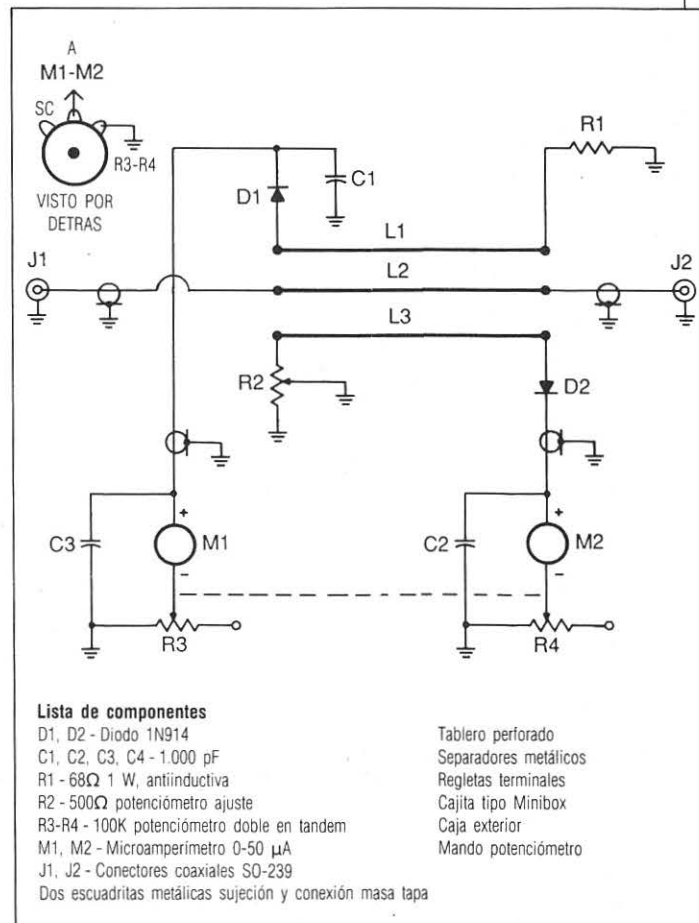 A
M1-M2
SC
R3-R4
VISTO POR
DETRAS
R1
C1
D1
L1
J1
L2
J2
L3
R2
D2
+
+
C3
M1
C2
M2
−
−
R3
R4
Lista de componentes
D1, D2 - Diodo 1N914
C1, C2, C3, C4 - 1.000 pF
R1 - 68Ω 1 W, antiinductiva
R2 - 500Ω potenciómetro ajuste
R3-R4 - 100K potenciómetro doble en tandem
M1, M2 - Microamperímetro 0-50 µA
J1, J2 - Conectores coaxiales SO-239
Dos escuadritas metálicas sujeción y conexión masa tapa
Tablero perforado
Separadores metálicos
Regletas terminales
Cajita tipo Minibox
Caja exterior
Mando potenciómetro